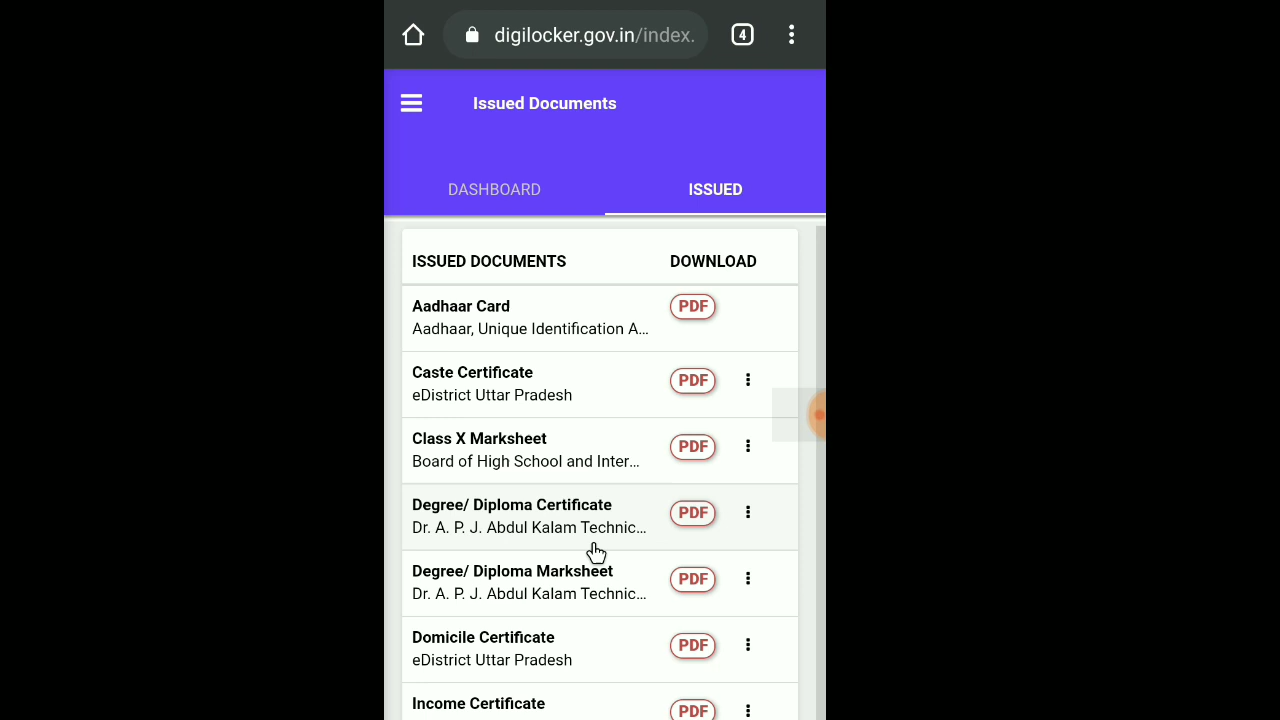 digilocker.gov.in/index.
4
Issued Documents
DASHBOARD ISSUED
ISSUED DOCUMENTS DOWNLOAD
Aadhaar Card PDF
Aadhaar, Unique Identification A...
Caste Certificate PDF
eDistrict Uttar Pradesh
Class X Marksheet PDF
Board of High School and Inter...
Degree/ Diploma Certificate PDF
Dr. A. P. J. Abdul Kalam Technic...
Degree/ Diploma Marksheet PDF
Dr. A. P. J. Abdul Kalam Technic...
Domicile Certificate PDF
eDistrict Uttar Pradesh
Income Certificate PDF